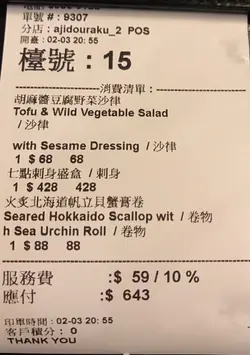 單號#: 9307
分店: ajidouraku_2 POS
開臺: 02-03 20:55
檯號: 15
消費清單:
胡麻醬豆腐野菜沙律
Tofu & Wild Vegetable Salad
/ 沙律
with Sesame Dressing / 沙律
1 $ 68 68
七點刺身盛盒 / 刺身
1 $ 428 428
火炙北海道帆立貝蟹膏卷
Seared Hokkaido Scallop wit / 卷物
h Sea Urchin Roll / 卷物
1 $ 88 88
服務費 :$ 59 / 10 %
應付 :$ 643
印單時間: 02-03 20:55
客戶積分: 0
THANK YOU